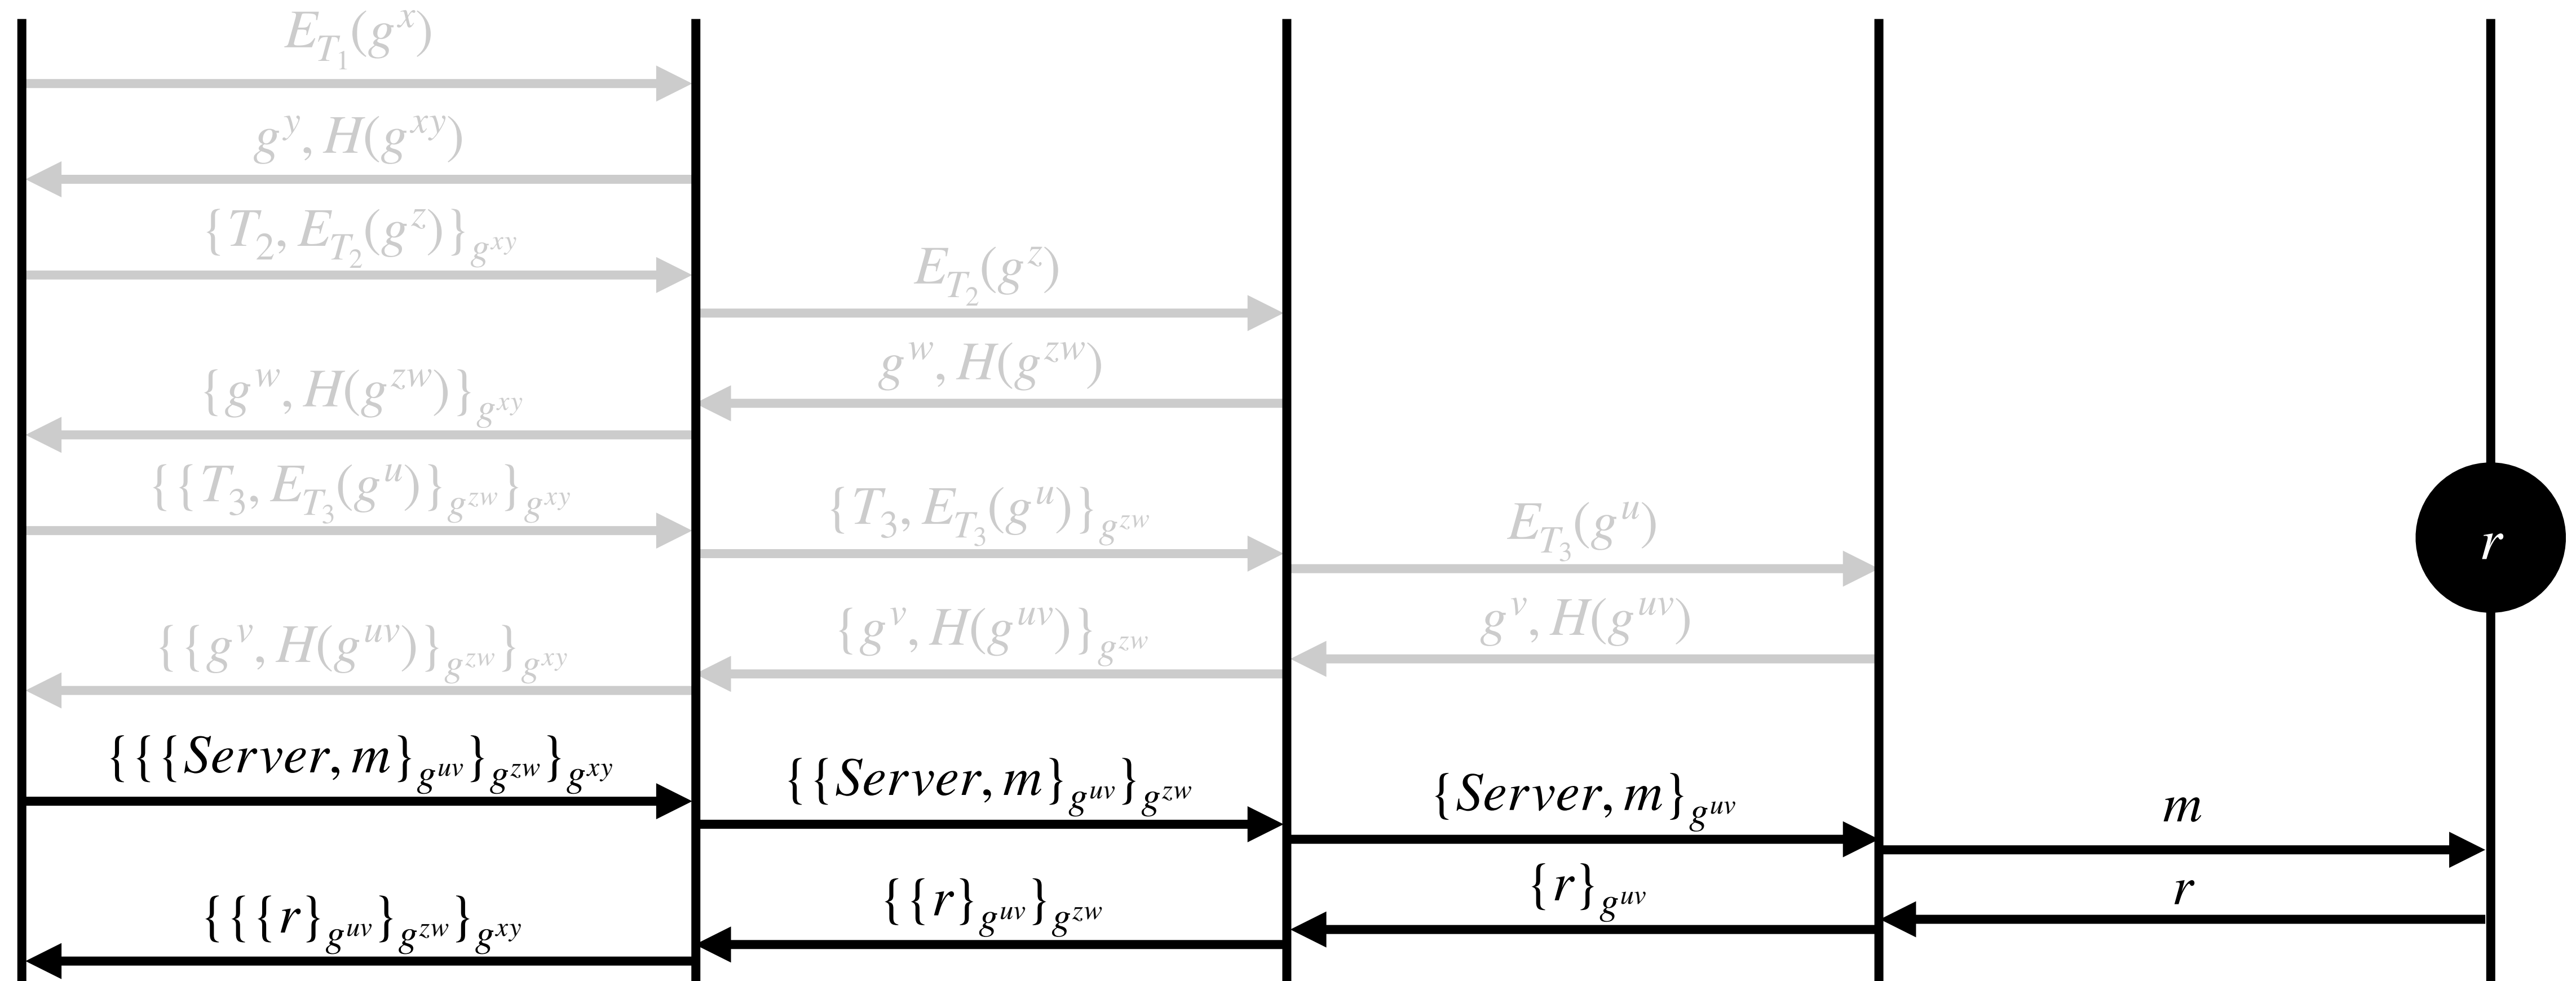 E_{T_1}(g^x)
g^y, H(g^{xy})
{T_2, E_{T_2}(g^z)}_{g^{xy}}
E_{T_2}(g^z)
g^w, H(g^{zw})
{g^w, H(g^{zw})}_{g^{xy}}
{{T_3, E_{T_3}(g^u)}_{g^{zw}}}_{g^{xy}}
{T_3, E_{T_3}(g^u)}_{g^{zw}}
E_{T_3}(g^u)
r
g^v, H(g^{uv})
{g^v, H(g^{uv})}_{g^{zw}}
{{g^v, H(g^{uv})}_{g^{zw}}}_{g^{xy}}
{{{Server, m}_{g^{uv}}}_{g^{zw}}}_{g^{xy}}
{{Server, m}_{g^{uv}}}_{g^{zw}}
{Server, m}_{g^{uv}}
m
r
{r}_{g^{uv}}
{{r}_{g^{uv}}}_{g^{zw}}
{{{r}_{g^{uv}}}_{g^{zw}}}_{g^{xy}}